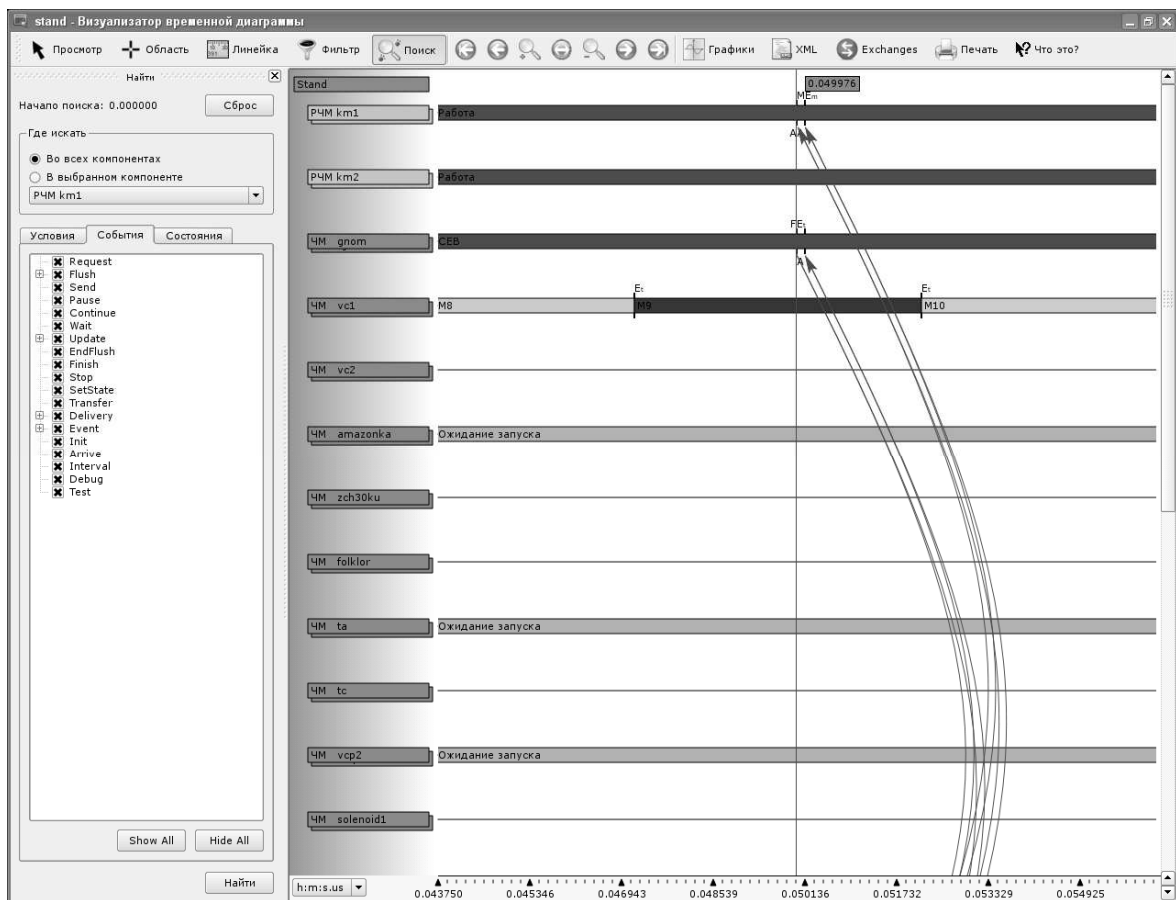 stand - Визуализатор временной диаграммы
Просмотр Область Линейка Фильтр Поиск Графики XML Exchanges Печать Что это?
Найти
Начало поиска: 0.000000 Сброс
Где искать
Во всех компонентах
В выбранном компоненте
РЧМ km1
Условия События Состояния
Request
Flush
Send
Pause
Continue
Wait
Update
EndFlush
Finish
Stop
SetState
Transfer
Delivery
Event
Init
Arrive
Interval
Debug
Test
Show All Hide All
Найти
Stand 0.049976
MEm
РЧМ km1 Работа
A
РЧМ km2 Работа
FEt
ЧМ gnom СЕВ
A
Et Et
ЧМ vc1 M8 M9 M10
ЧМ vc2
ЧМ amazonka Ожидание запуска
ЧМ zch30ku
ЧМ folklor
ЧМ ta Ожидание запуска
ЧМ tc
ЧМ vcp2 Ожидание запуска
ЧМ solenoid1
h:m:s.us
0.043750 0.045346 0.046943 0.048539 0.050136 0.051732 0.053329 0.054925